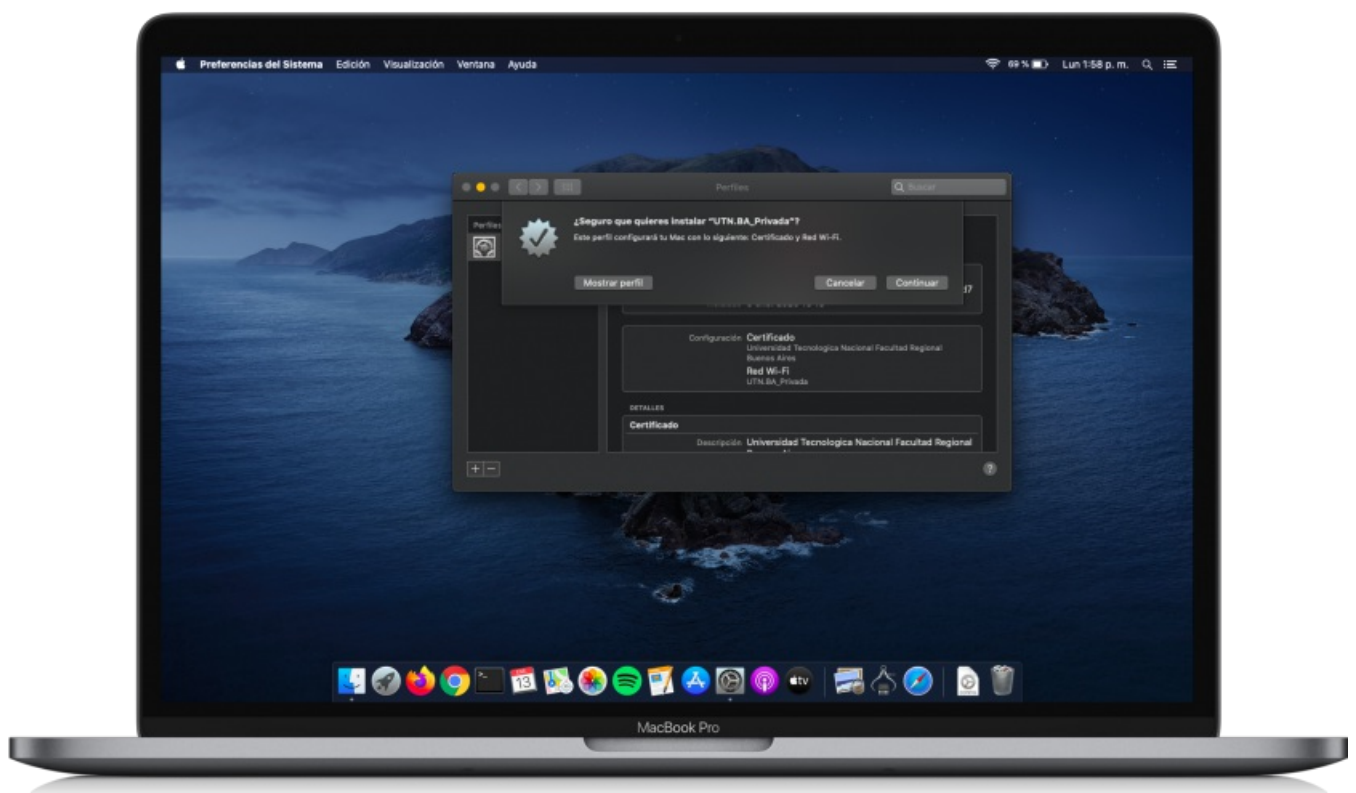 Preferencias del Sistema Edición Visualización Ventana Ayuda 69 % Lun 1:58 p. m.
Perfiles Buscar
Perfiles
¿Seguro que quieres instalar "UTN.BA_Privada"?
Este perfil configurará tu Mac con lo siguiente: Certificado y Red Wi-Fi.
Mostrar perfil Cancelar Continuar
Configuración Certificado
Universidad Tecnologica Nacional Facultad Regional
Buenos Aires
Red Wi-Fi
UTN.BA_Privada
DETALLES
Certificado
Descripción Universidad Tecnologica Nacional Facultad Regional
13
tv
MacBook Pro